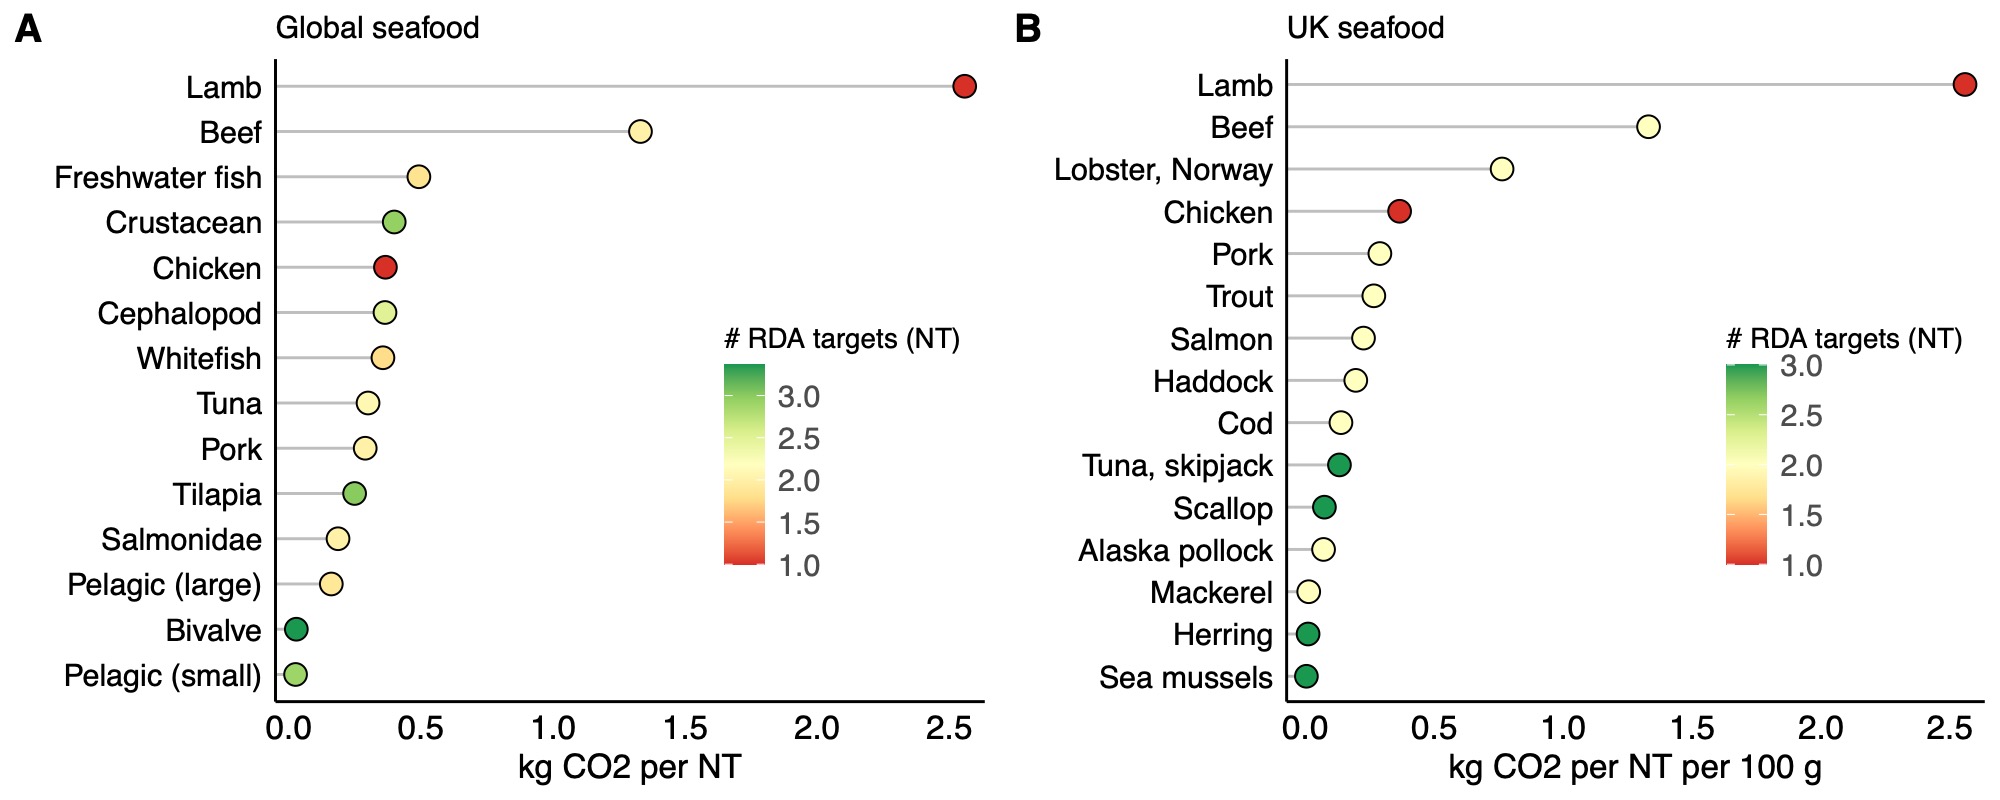 A
Global seafood
Lamb
Beef
Freshwater fish
Crustacean
Chicken
Cephalopod
Whitefish
Tuna
Pork
Tilapia
Salmonidae
Pelagic (large)
Bivalve
Pelagic (small)
# RDA targets (NT)
3.0
2.5
2.0
1.5
1.0
0.0 0.5 1.0 1.5 2.0 2.5
kg CO2 per NT
B
UK seafood
Lamb
Beef
Lobster, Norway
Chicken
Pork
Trout
Salmon
Haddock
Cod
Tuna, skipjack
Scallop
Alaska pollock
Mackerel
Herring
Sea mussels
# RDA targets (NT)
3.0
2.5
2.0
1.5
1.0
0.0 0.5 1.0 1.5 2.0 2.5
kg CO2 per NT per 100 g